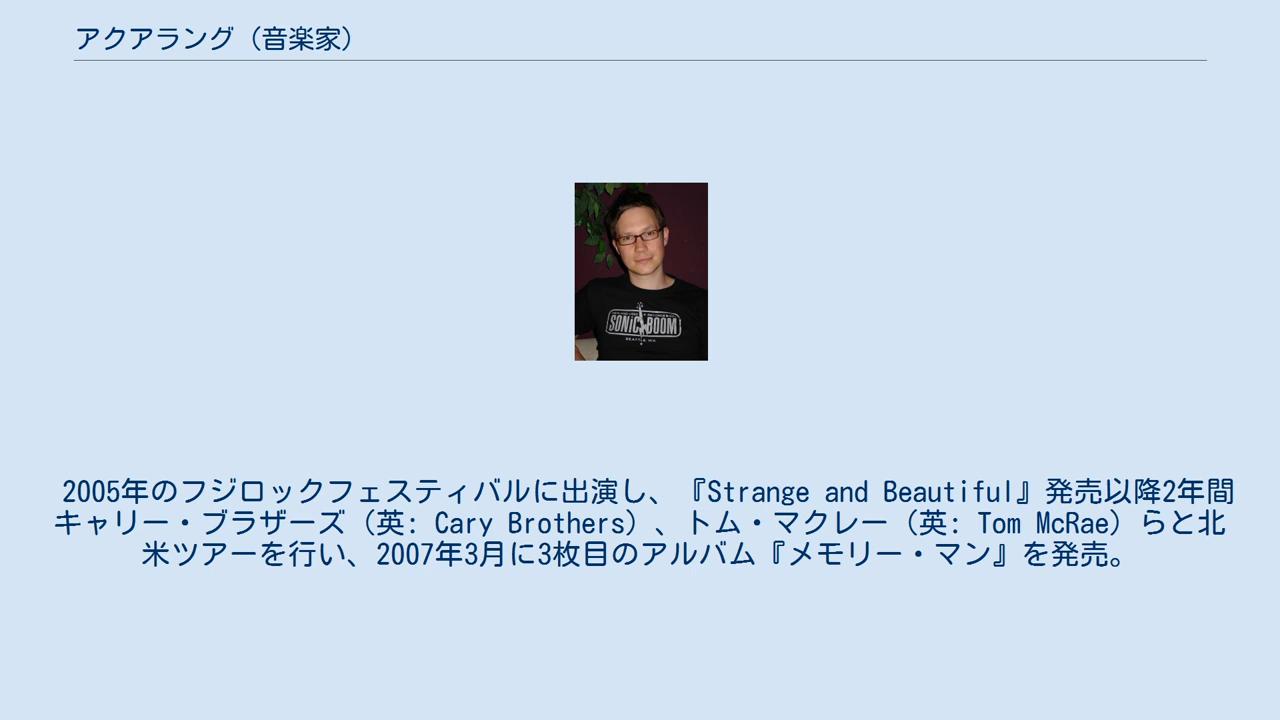 アクアラング（音楽家）
SONIC BOOM
2005年のフジロックフェスティバルに出演し、『Strange and Beautiful』発売以降2年間
キャリー・ブラザーズ（英: Cary Brothers）、トム・マクレー（英: Tom McRae）らと北
米ツアーを行い、2007年3月に3枚目のアルバム『メモリー・マン』を発売。